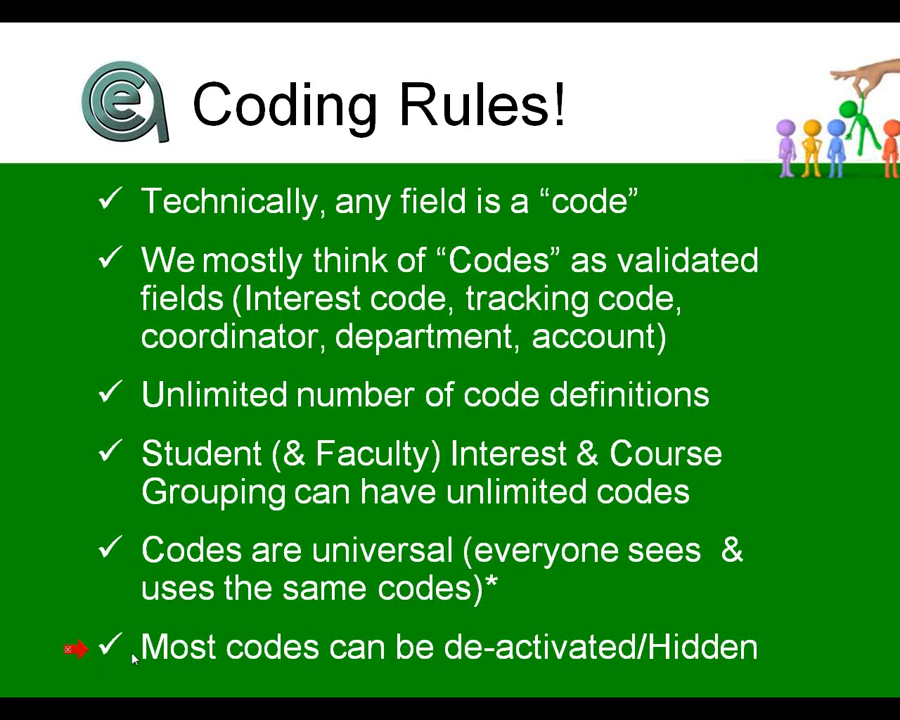 Coding Rules!
✓ Technically, any field is a “code”
✓ We mostly think of “Codes” as validated
fields (Interest code, tracking code,
coordinator, department, account)
✓ Unlimited number of code definitions
✓ Student (& Faculty) Interest & Course
Grouping can have unlimited codes
✓ Codes are universal (everyone sees & 
uses the same codes)*
✓ Most codes can be de-activated/Hidden